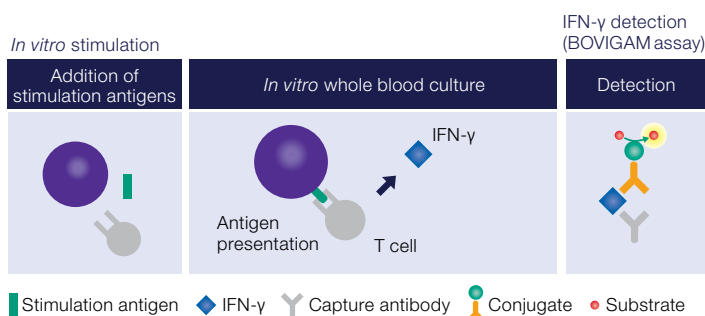 In vitro stimulation
IFN-γ detection
(BOVIGAM assay)
Addition of
stimulation antigens
In vitro whole blood culture
Detection
IFN-γ
Antigen
presentation
T cell
Stimulation antigen
IFN-γ
Capture antibody
Conjugate
Substrate